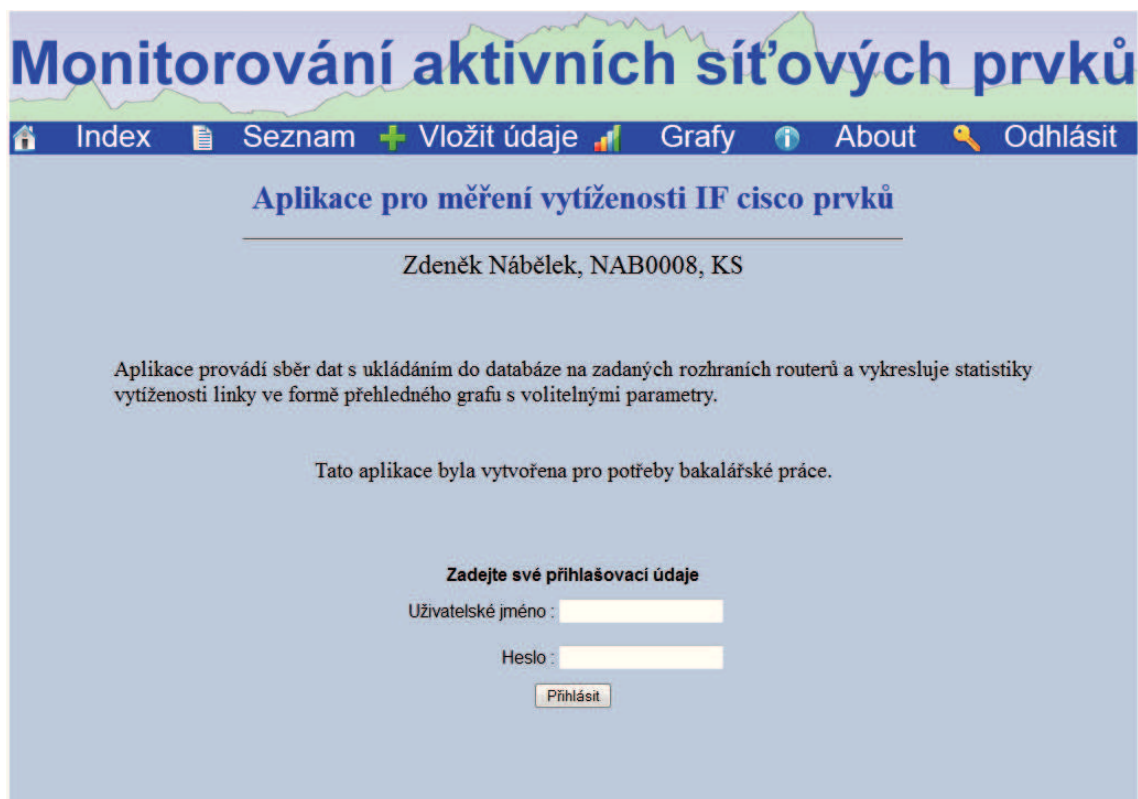 Monitorování aktivních síťových prvků
Index Seznam Vložit údaje Grafy About Odhlásit
Aplikace pro měření vytíženosti IF cisco prvků
Zdeněk Nábělek, NAB0008, KS
Aplikace provádí sběr dat s ukládáním do databáze na zadaných rozhraních routerů a vykresluje statistiky
vytíženosti linky ve formě přehledného grafu s volitelnými parametry.
Tato aplikace byla vytvořena pro potřeby bakalářské práce.
Zadejte své přihlašovací údaje
Uživatelské jméno :
Heslo :
Přihlásit